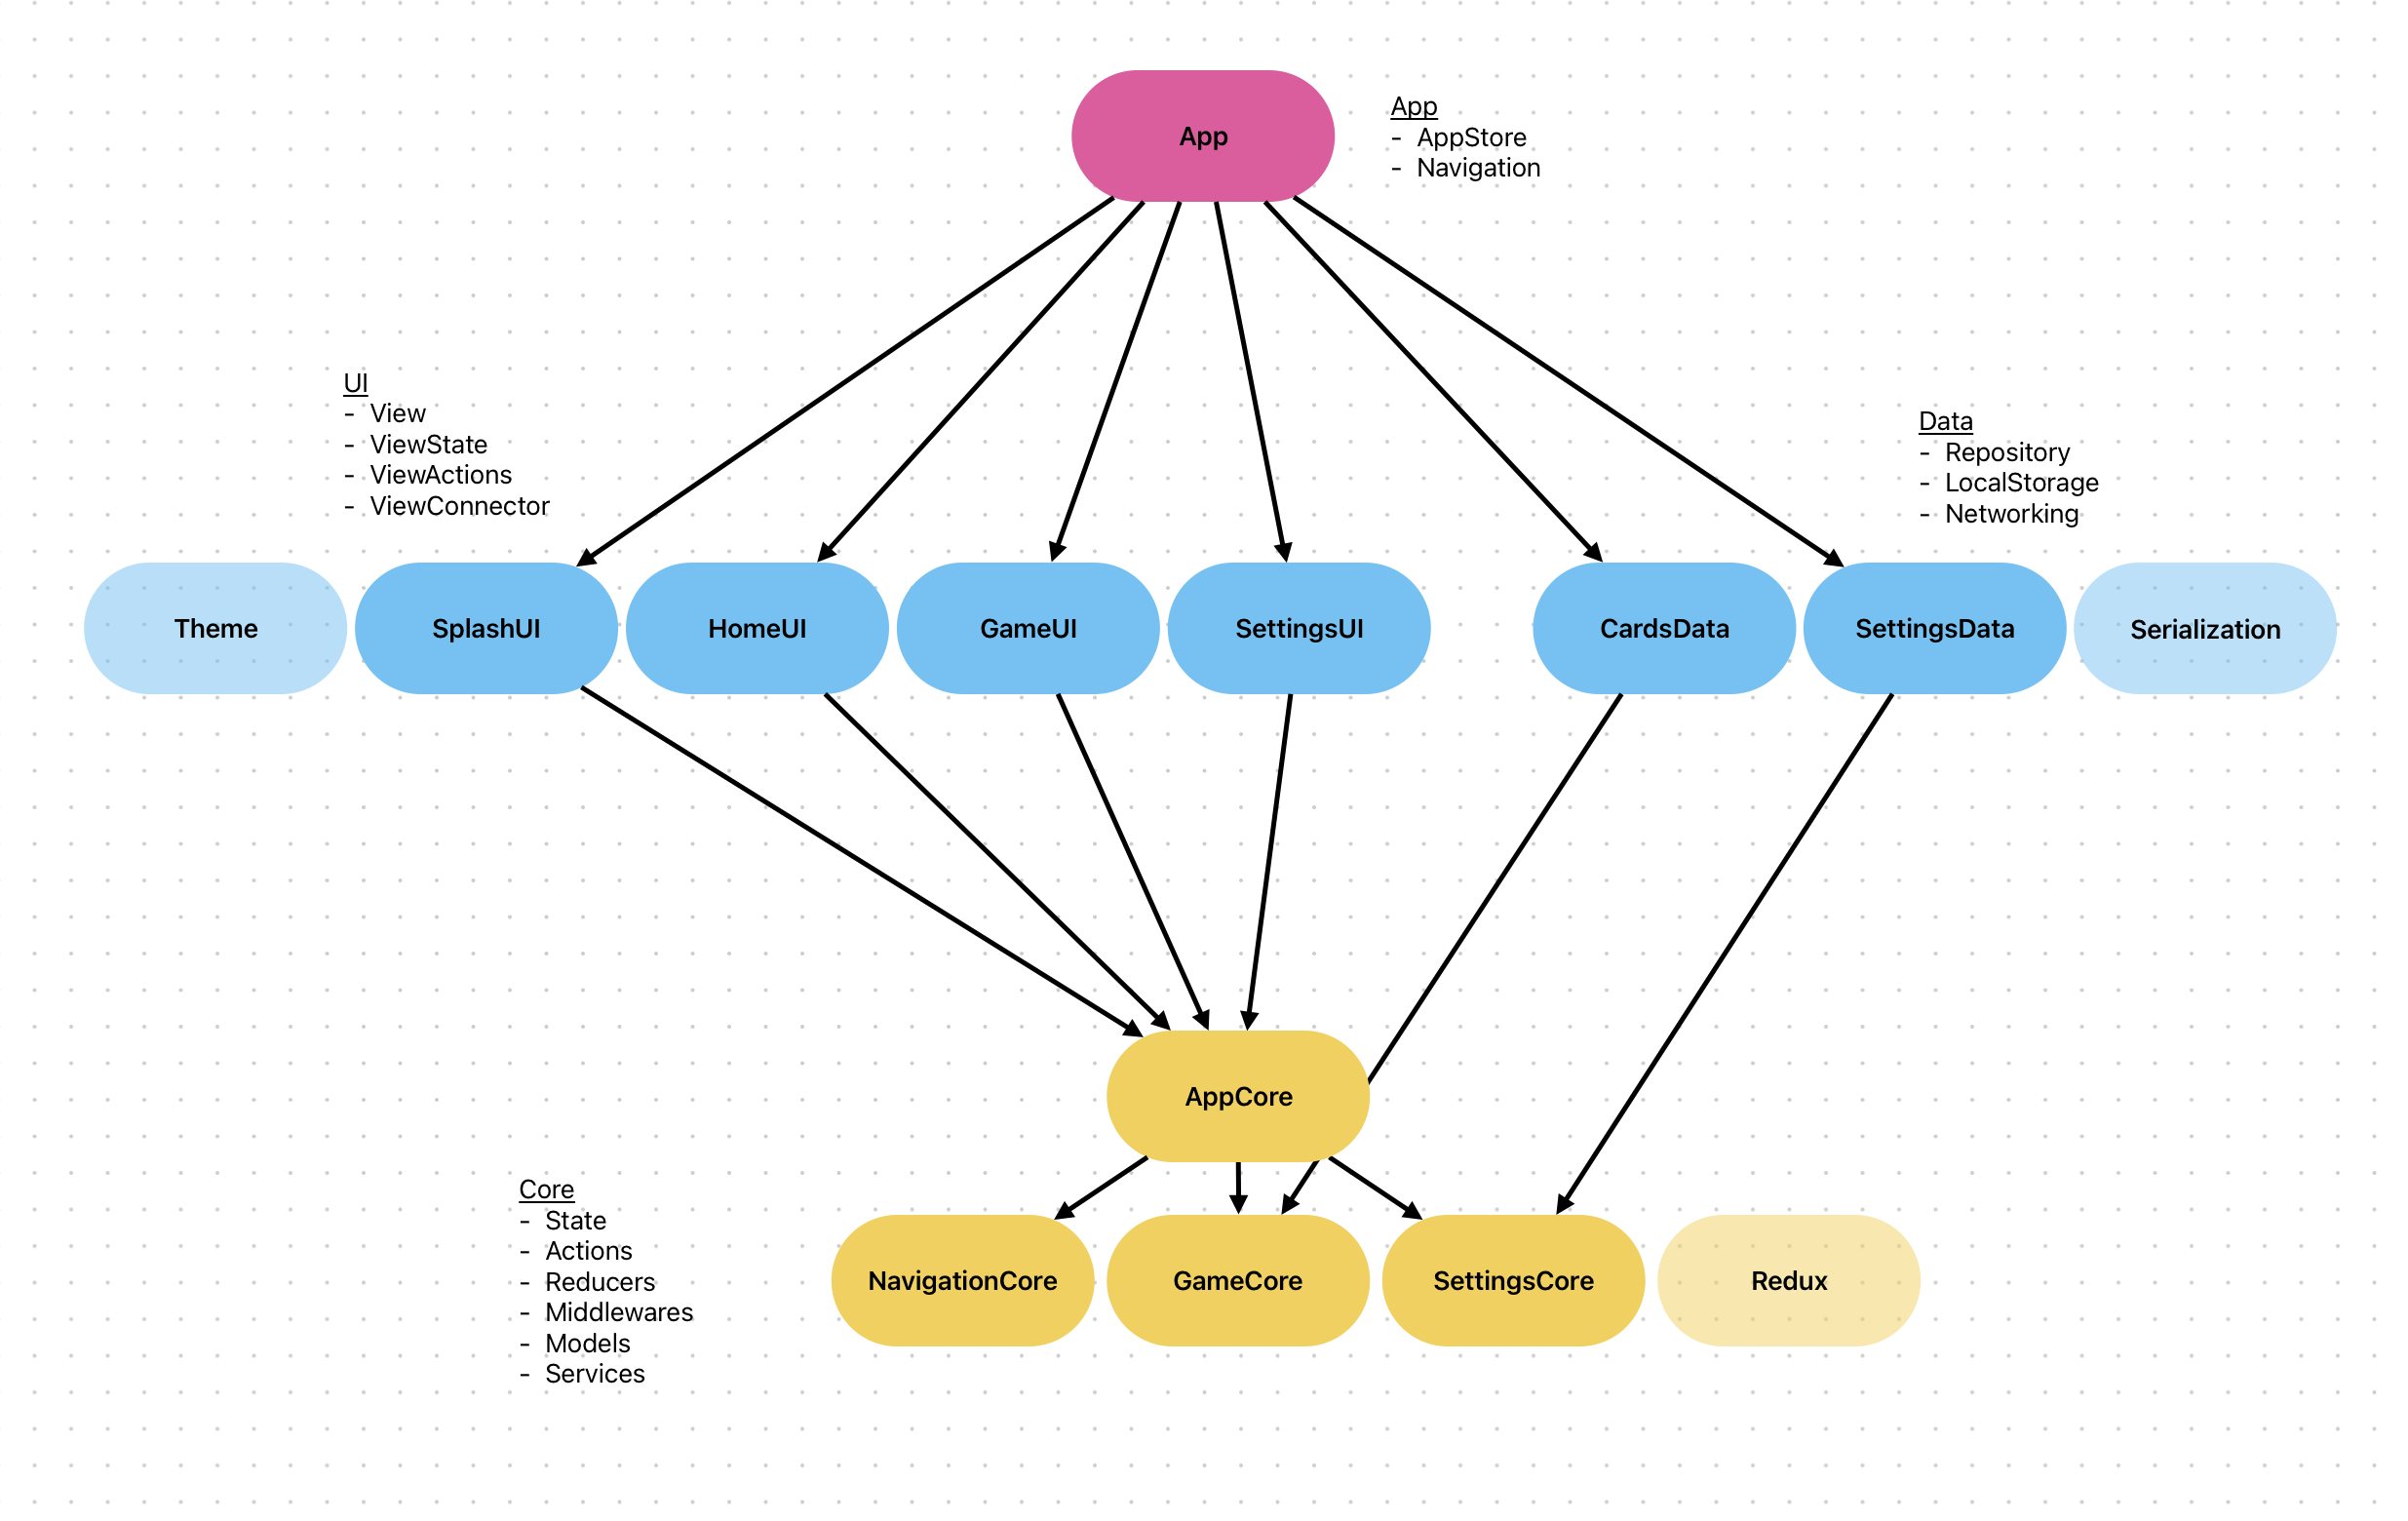 App
App
- AppStore
- Navigation
UI
- View
- ViewState
- ViewActions
- ViewConnector
Data
- Repository
- LocalStorage
- Networking
Theme
SplashUI
HomeUI
GameUI
SettingsUI
CardsData
SettingsData
Serialization
AppCore
Core
- State
- Actions
- Reducers
- Middlewares
- Models
- Services
NavigationCore
GameCore
SettingsCore
Redux